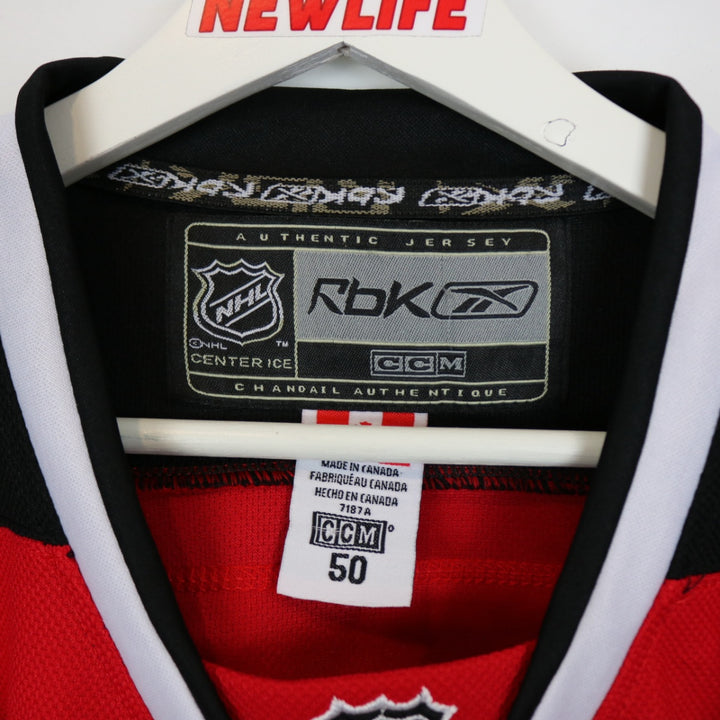 NEWLIFE
RbK RbK RbK
AUTHENTIC JERSEY
NHL
RbK
©NHL
TM
CENTER ICE
CCM
CHANDAIL AUTHENTIQUE
MADE IN CANADA
FABRIQUÉ AU CANADA
HECHO EN CANADA
7187A
CCM
50